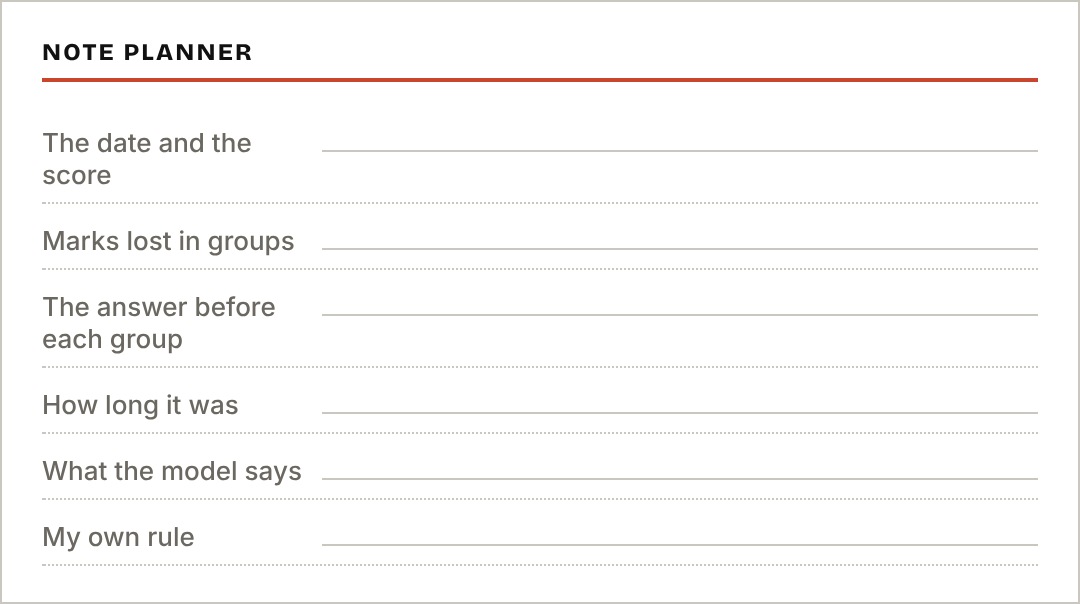 NOTE PLANNER
The date and the
score
Marks lost in groups
The answer before
each group
How long it was
What the model says
My own rule